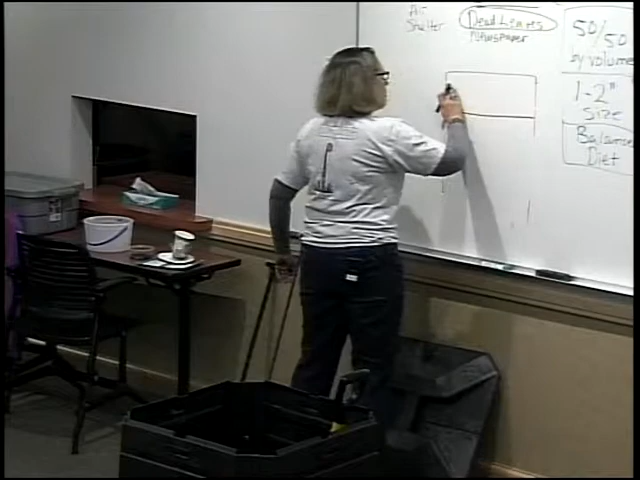 Air
Shelter
Dead Leaves
Newspaper
50/50
by volume
1-2"
Size
Balanced
Diet